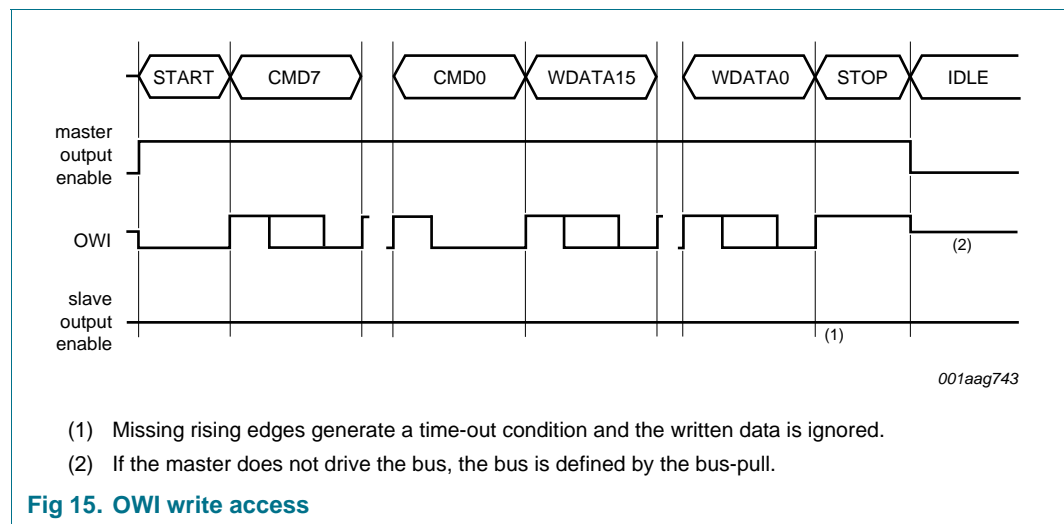 START CMD7 CMD0 WDATA15 WDATA0 STOP IDLE
master
output
enable
OWI
(2)
slave
output
enable
(1)
001aag743
(1) Missing rising edges generate a time-out condition and the written data is ignored.
(2) If the master does not drive the bus, the bus is defined by the bus-pull.
Fig 15. OWI write access